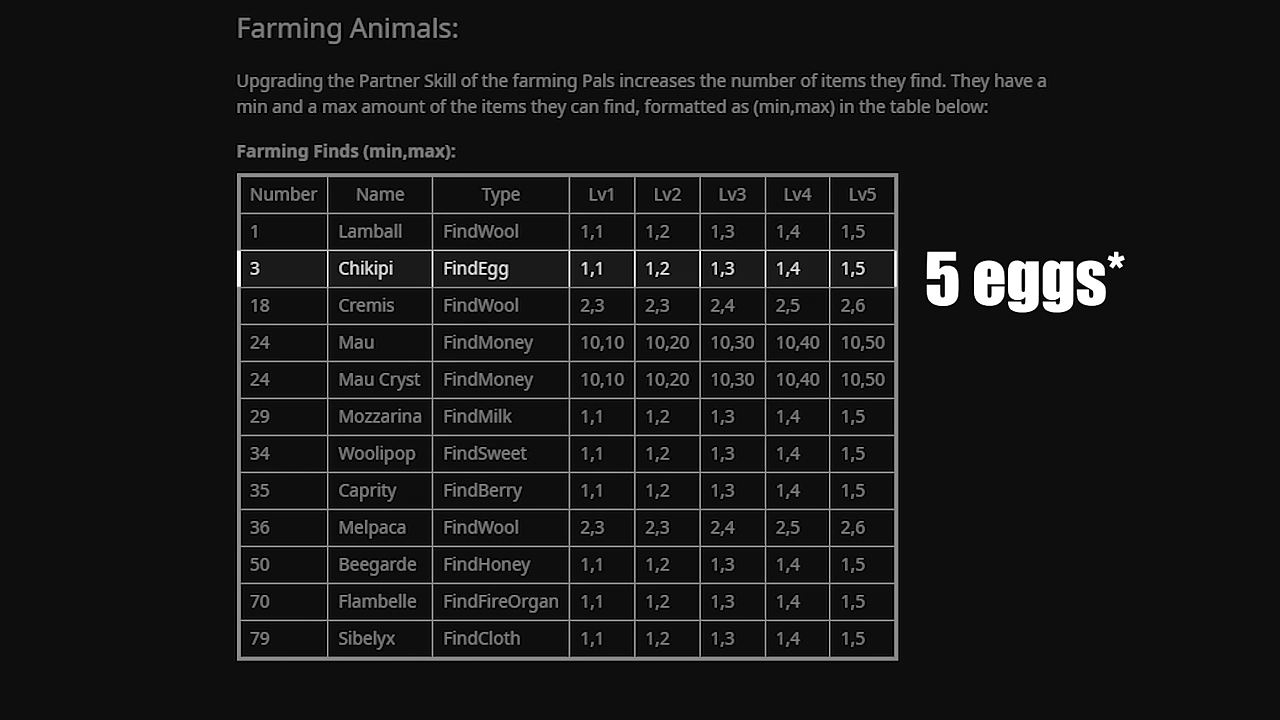 Farming Animals:
Upgrading the Partner Skill of the farming Pals increases the number of items they find. They have a
min and a max amount of the items they can find, formatted as (min,max) in the table below:
Farming Finds (min,max):
Number Name Type Lv1 Lv2 Lv3 Lv4 Lv5
1 Lamball FindWool 1,1 1,2 1,3 1,4 1,5
3 Chikipi FindEgg 1,1 1,2 1,3 1,4 1,5
5 eggs*
18 Cremis FindWool 2,3 2,3 2,4 2,5 2,6
24 Mau FindMoney 10,10 10,20 10,30 10,40 10,50
24 Mau Cryst FindMoney 10,10 10,20 10,30 10,40 10,50
29 Mozzarina FindMilk 1,1 1,2 1,3 1,4 1,5
34 Woolipop FindSweet 1,1 1,2 1,3 1,4 1,5
35 Caprity FindBerry 1,1 1,2 1,3 1,4 1,5
36 Melpaca FindWool 2,3 2,3 2,4 2,5 2,6
50 Beegarde FindHoney 1,1 1,2 1,3 1,4 1,5
70 Flambelle FindFireOrgan 1,1 1,2 1,3 1,4 1,5
79 Sibelyx FindCloth 1,1 1,2 1,3 1,4 1,5